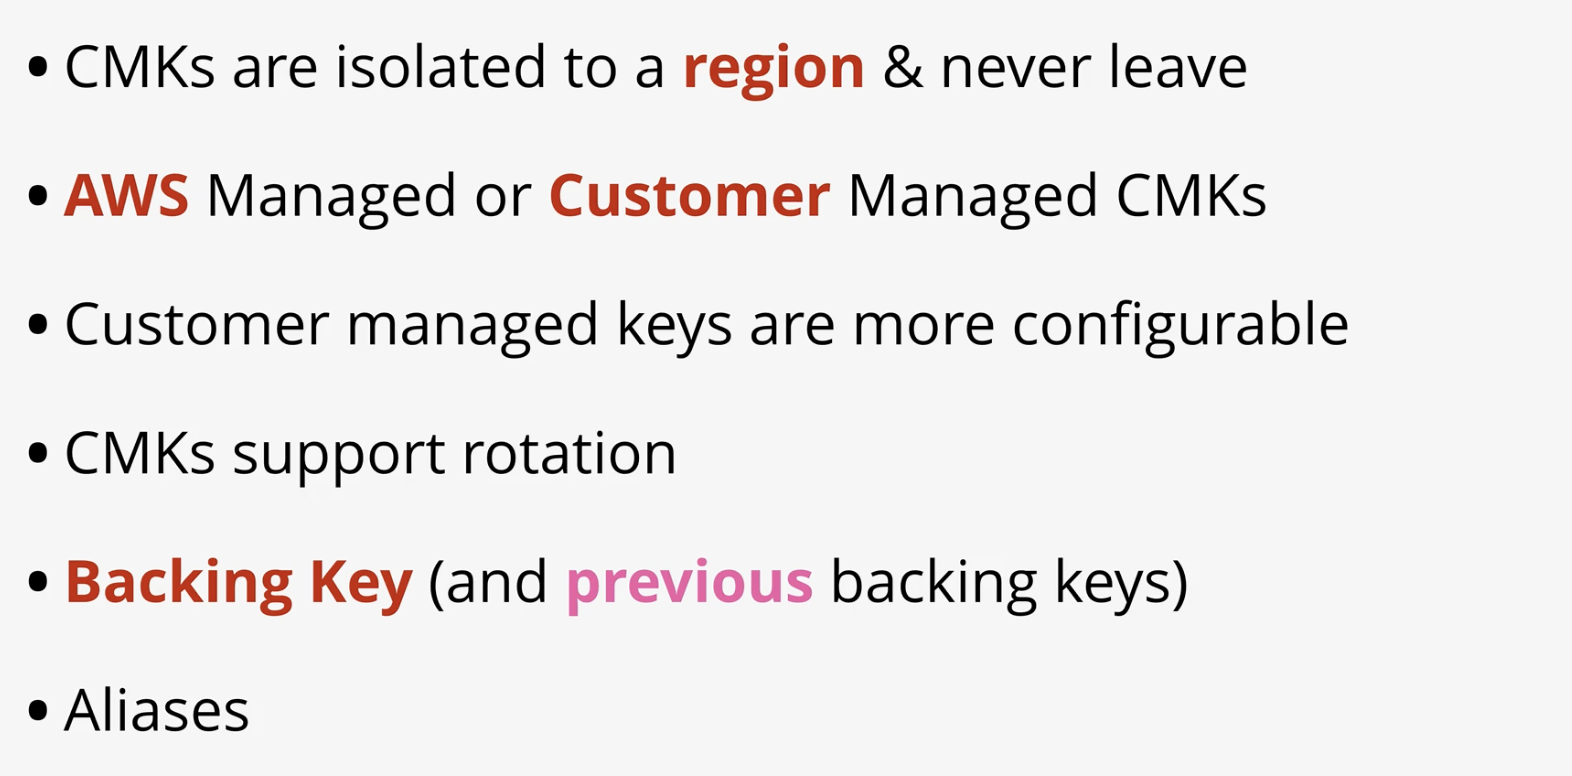 • CMKs are isolated to a region & never leave
• AWS Managed or Customer Managed CMKs
• Customer managed keys are more configurable
• CMKs support rotation
• Backing Key (and previous backing keys)
• Aliases